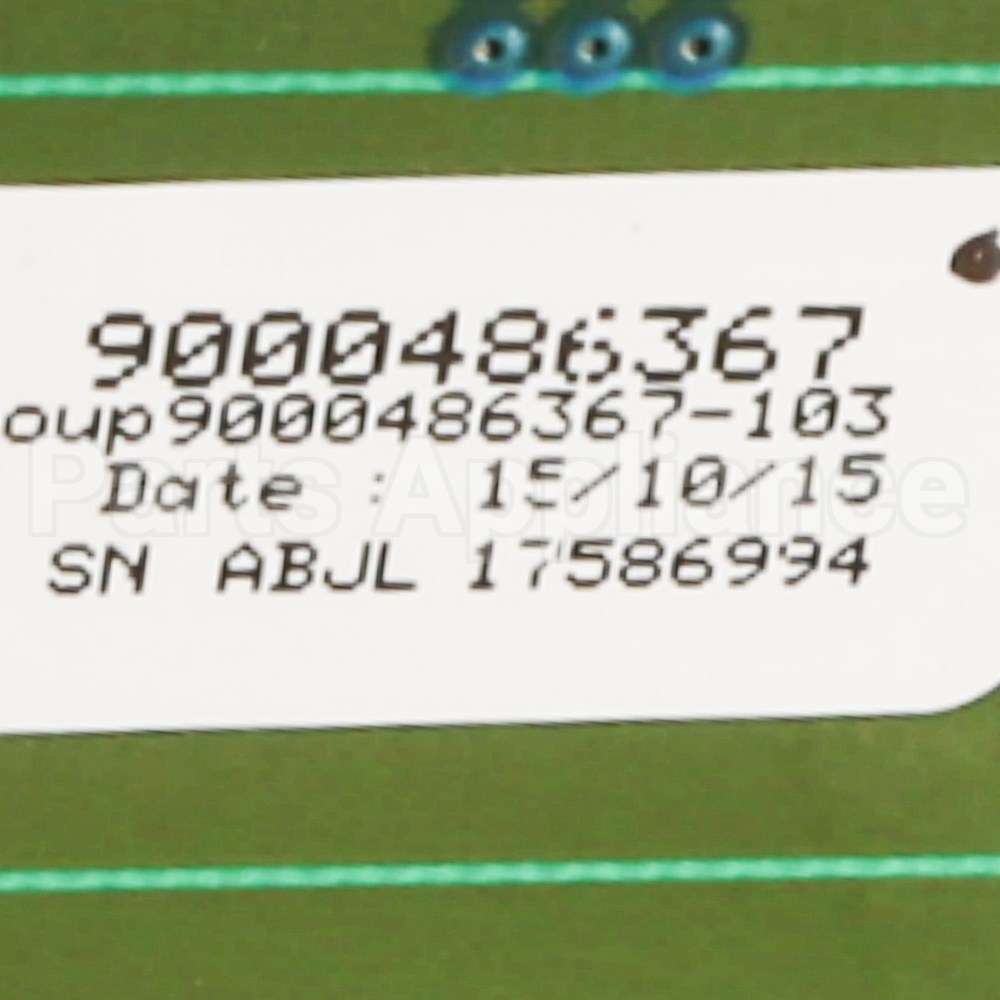 9000486367
oup9000486367-103
Date : 15/10/15
Parts Appliance
SN ABJL 17586994